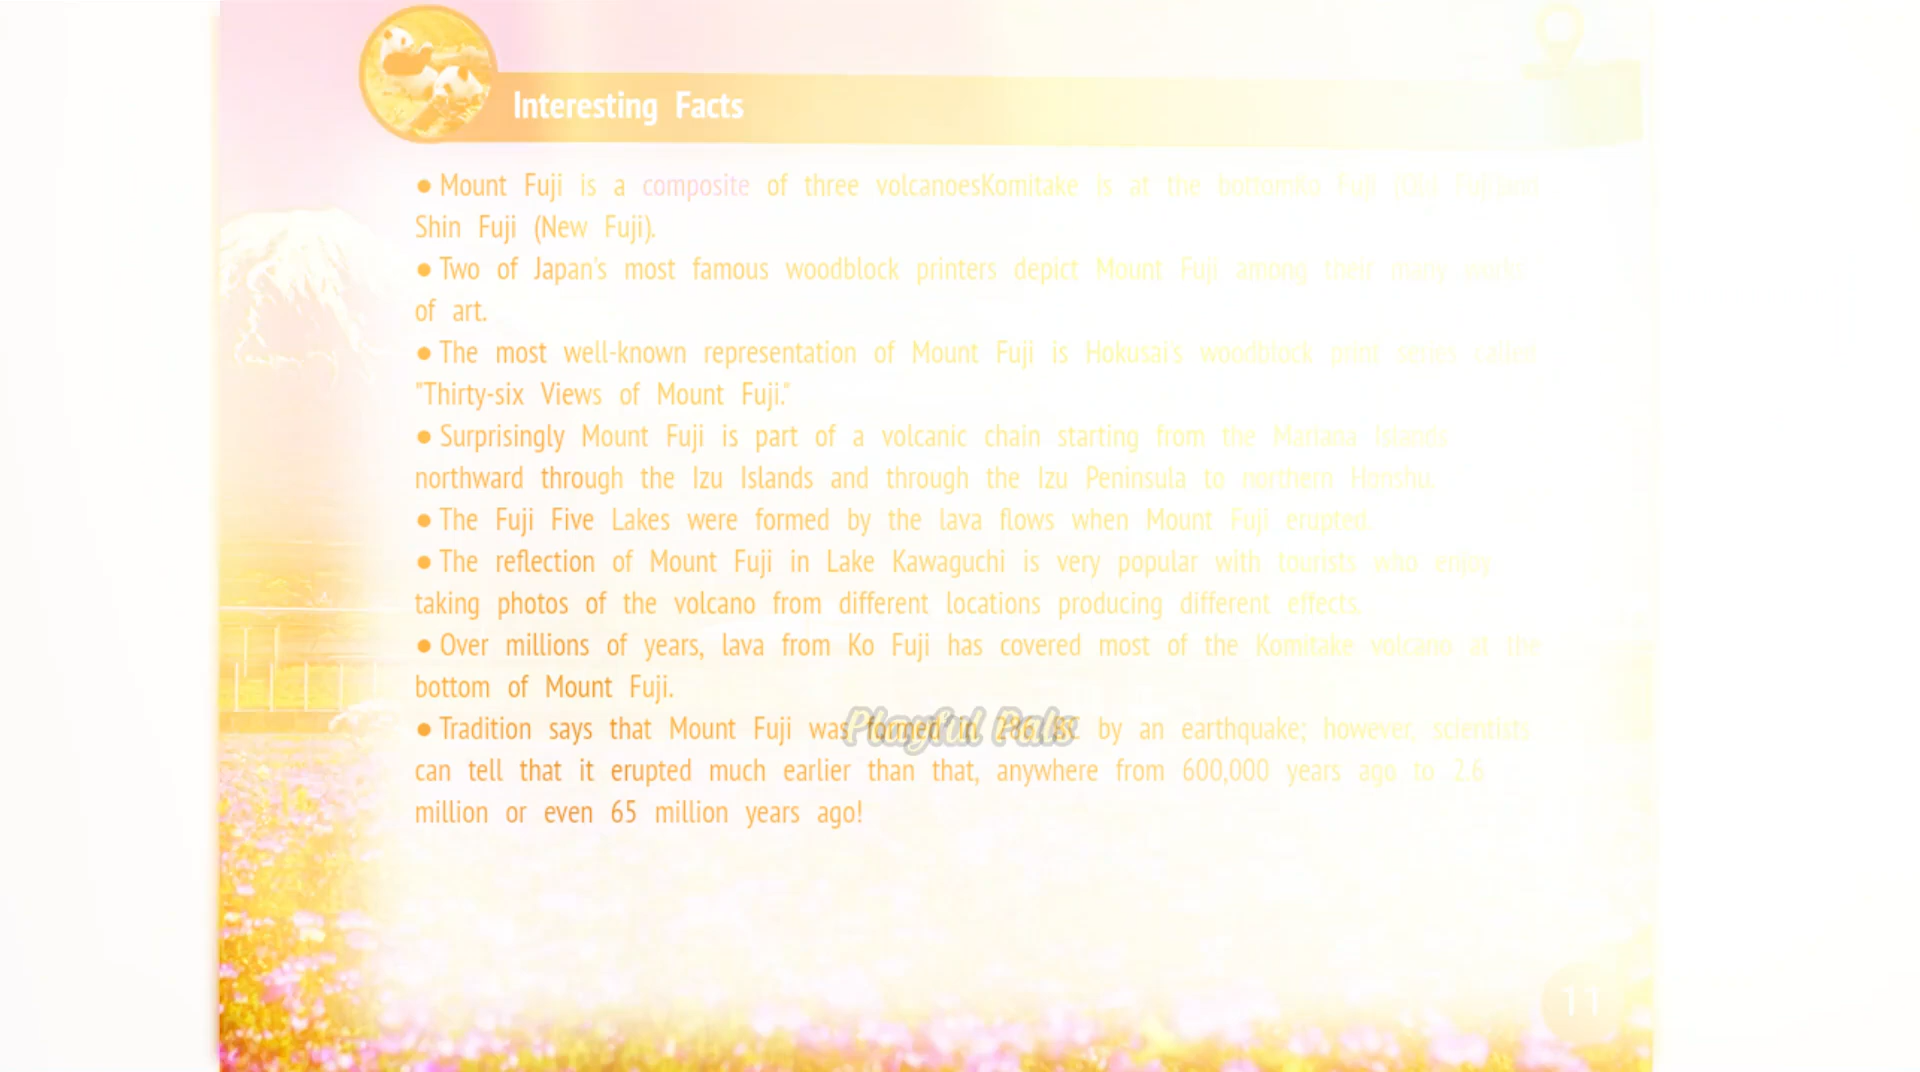 Interesting Facts
● Mount Fuji is a composite of three volcanoesKomitake is at the bottomKo Fuji (Old Fuji)and
Shin Fuji (New Fuji).
● Two of Japan's most famous woodblock printers depict Mount Fuji among their many works
of art.
● The most well-known representation of Mount Fuji is Hokusai's woodblock print series called
"Thirty-six Views of Mount Fuji."
● Surprisingly Mount Fuji is part of a volcanic chain starting from the Mariana Islands
northward through the Izu Islands and through the Izu Peninsula to northern Honshu.
● The Fuji Five Lakes were formed by the lava flows when Mount Fuji erupted.
● The reflection of Mount Fuji in Lake Kawaguchi is very popular with tourists who enjoy
taking photos of the volcano from different locations producing different effects.
● Over millions of years, lava from Ko Fuji has covered most of the Komitake volcano at the
bottom of Mount Fuji.
● Tradition says that Mount Fuji was formed in 286 BC by an earthquake; however, scientists
can tell that it erupted much earlier than that, anywhere from 600,000 years ago to 2.6
million or even 65 million years ago!
Playful Pals
11